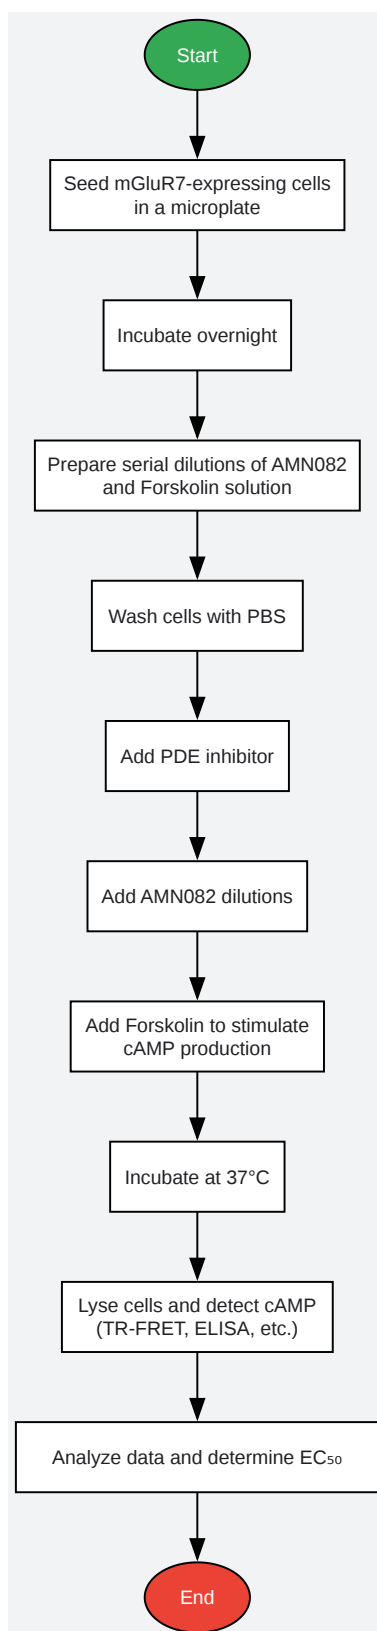 Start
Seed mGluR7-expressing cells
in a microplate
Incubate overnight
Prepare serial dilutions of AMN082
and Forskolin solution
Wash cells with PBS
Add PDE inhibitor
Add AMN082 dilutions
Add Forskolin to stimulate
cAMP production
Incubate at 37°C
Lyse cells and detect cAMP
(TR-FRET, ELISA, etc.)
Analyze data and determine EC₅₀
End